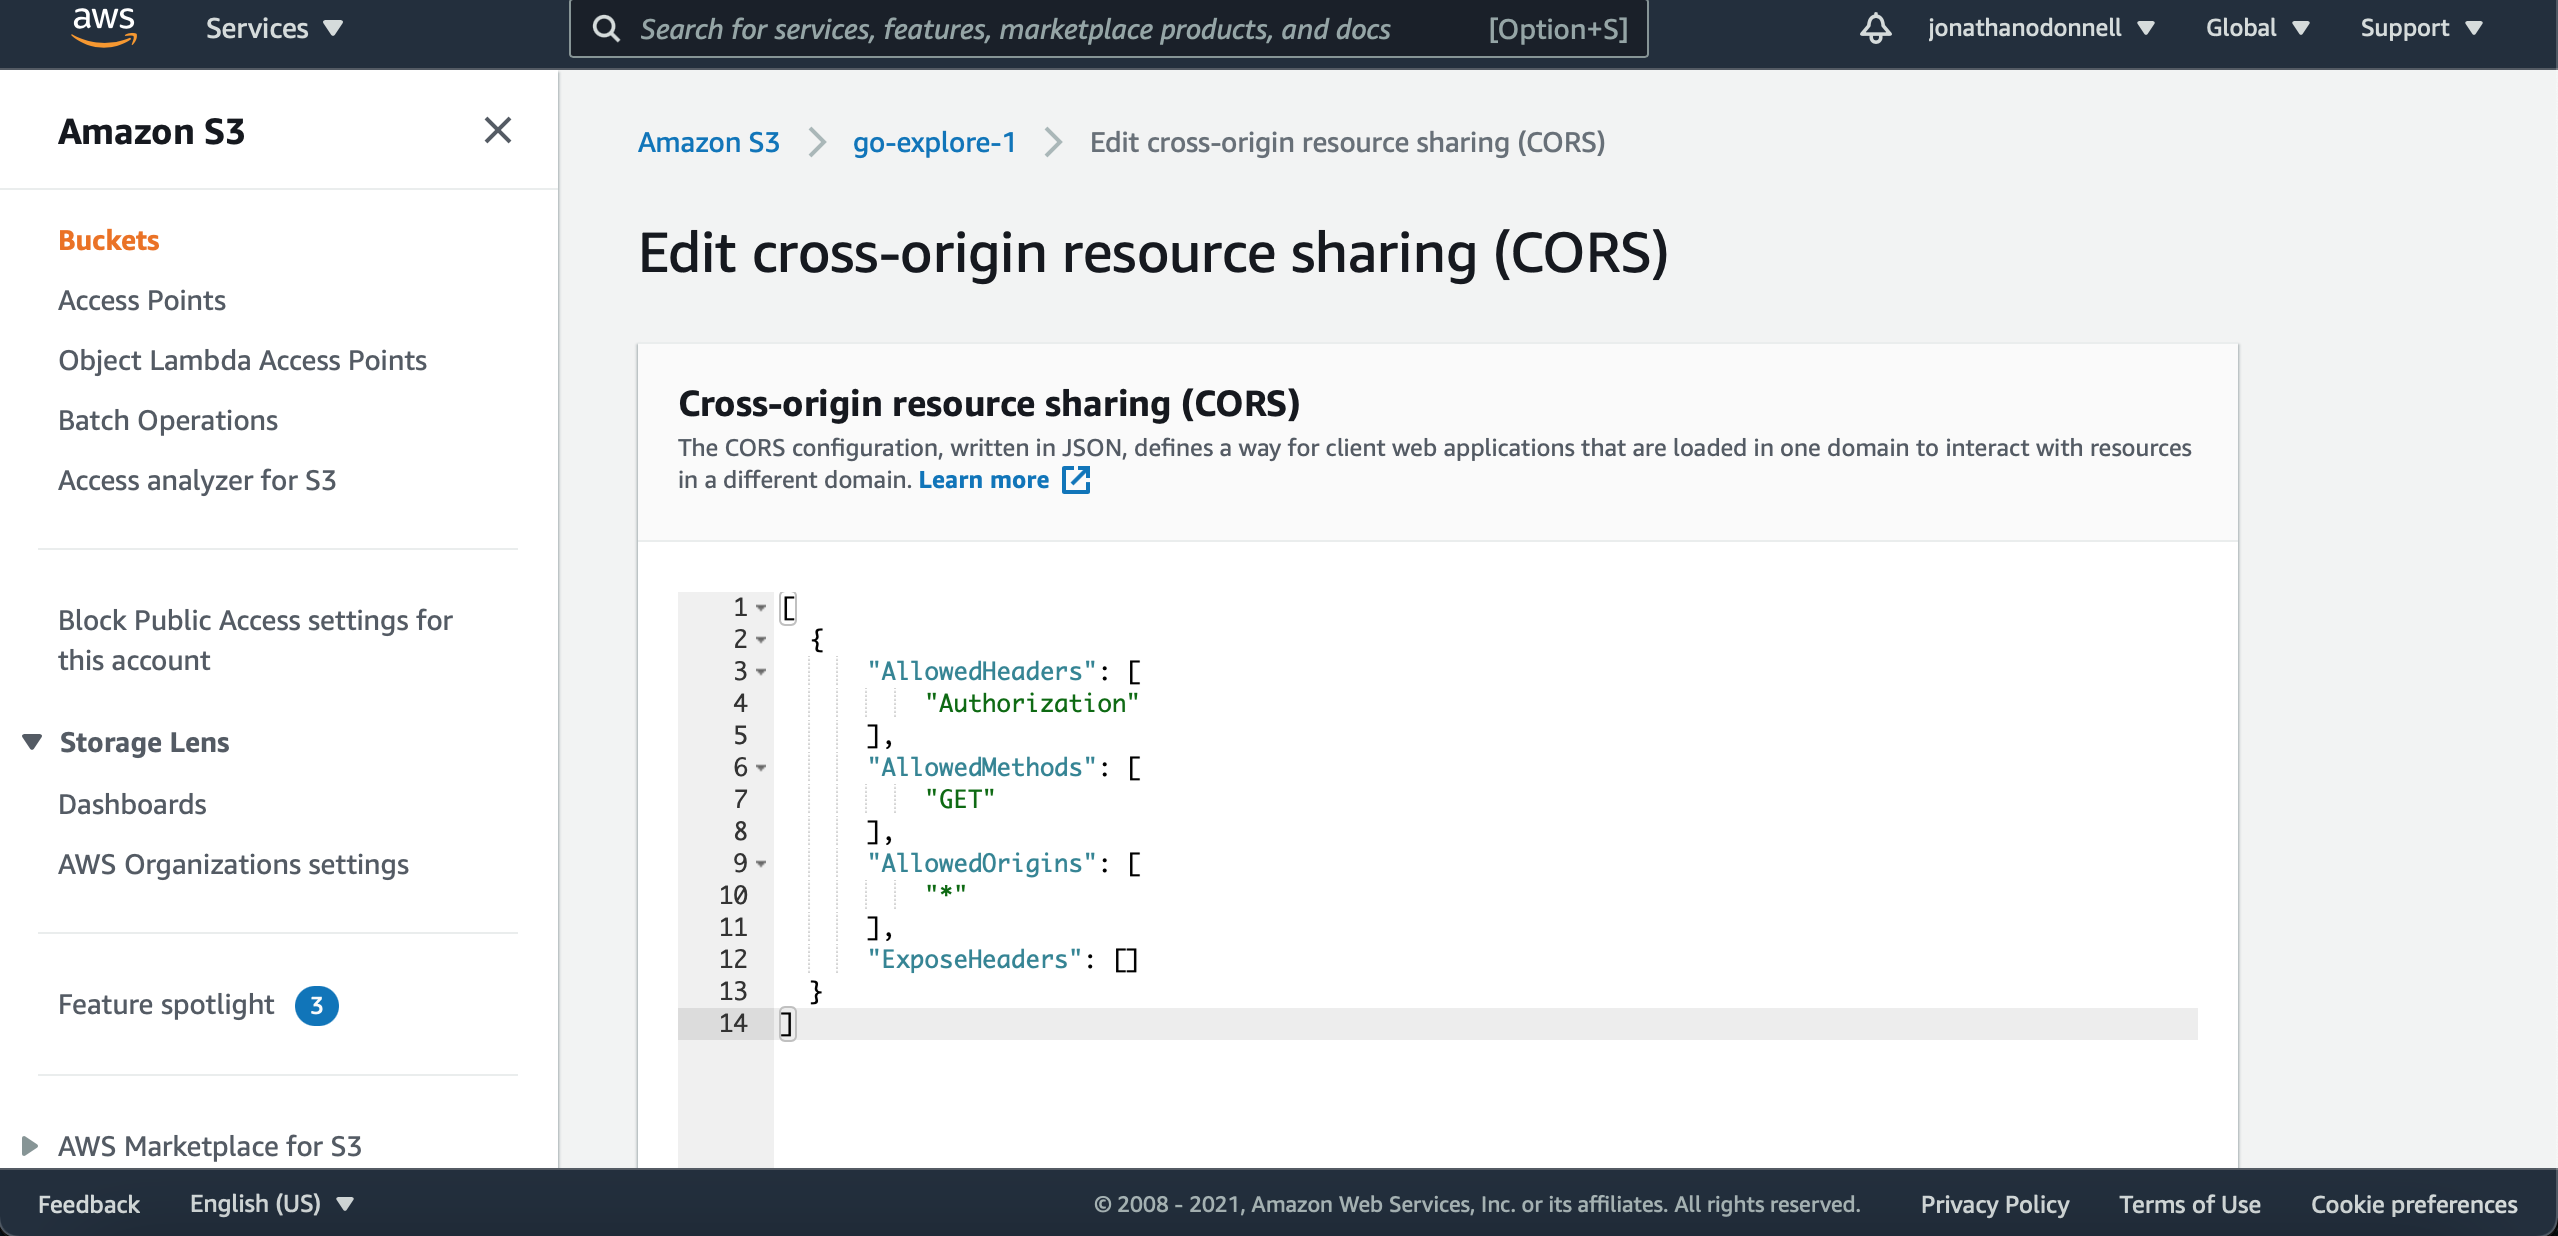 aws
Services
Search for services, features, marketplace products, and docs [Option+S]
jonathanodonnell
Global
Support
Amazon S3
Buckets
Access Points
Object Lambda Access Points
Batch Operations
Access analyzer for S3
Block Public Access settings for
this account
Storage Lens
Dashboards
AWS Organizations settings
Feature spotlight 3
AWS Marketplace for S3
Amazon S3 > go-explore-1 > Edit cross-origin resource sharing (CORS)
Edit cross-origin resource sharing (CORS)
Cross-origin resource sharing (CORS)
The CORS configuration, written in JSON, defines a way for client web applications that are loaded in one domain to interact with resources
in a different domain. Learn more
1 [
2 {
3 "AllowedHeaders": [
4 "Authorization"
5 ],
6 "AllowedMethods": [
7 "GET"
8 ],
9 "AllowedOrigins": [
10 "*"
11 ],
12 "ExposeHeaders": []
13 }
14 ]
Feedback
English (US)
© 2008 - 2021, Amazon Web Services, Inc. or its affiliates. All rights reserved.
Privacy Policy
Terms of Use
Cookie preferences